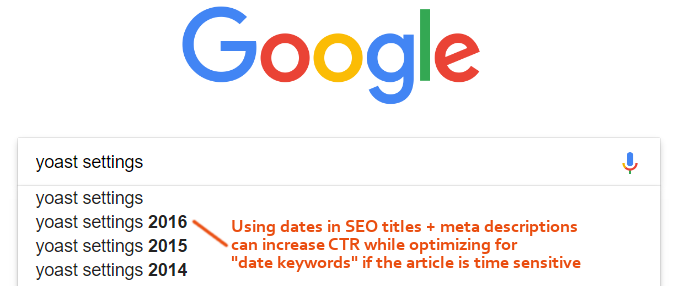 Google
yoast settings
yoast settings
yoast settings 2016
yoast settings 2015
yoast settings 2014
Using dates in SEO titles + meta descriptions
can increase CTR while optimizing for
"date keywords" if the article is time sensitive